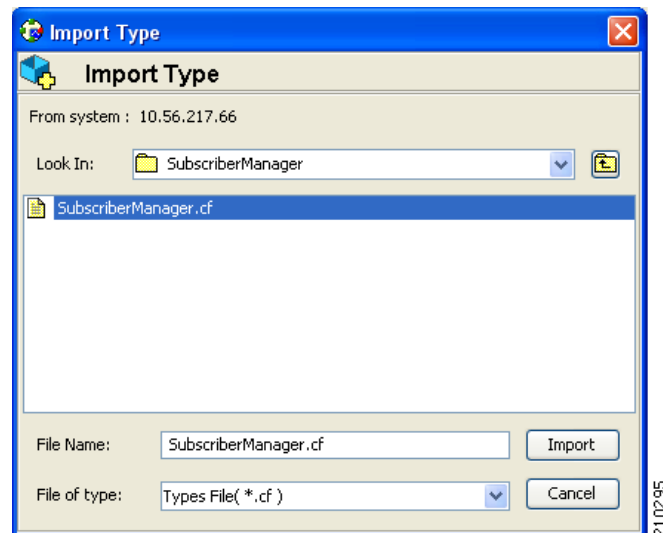 Import Type
Import Type
From system : 10.56.217.66
Look In: SubscriberManager
SubscriberManager.cf
File Name: SubscriberManager.cf Import
File of type: Types File( *.cf ) Cancel
210295